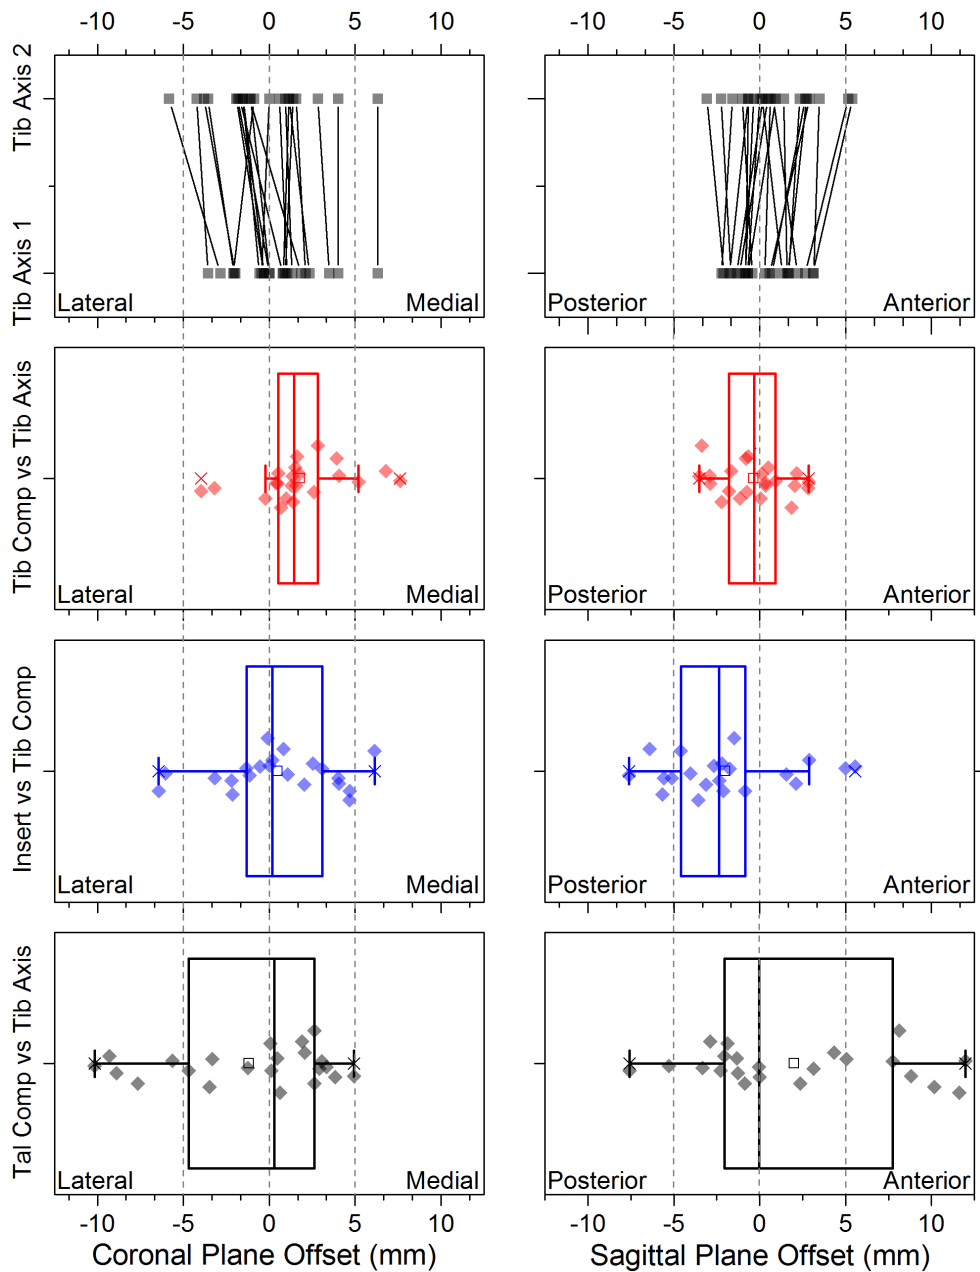 -10 -5 0 5 10 -10 -5 0 5 10
Tib Axis 2
Tib Axis 1
Lateral Medial Posterior Anterior
Tib Comp vs Tib Axis
Lateral Medial Posterior Anterior
Insert vs Tib Comp
Lateral Medial Posterior Anterior
Tal Comp vs Tib Axis
Lateral Medial Posterior Anterior
-10 -5 0 5 10 -10 -5 0 5 10
Coronal Plane Offset (mm) Sagittal Plane Offset (mm)